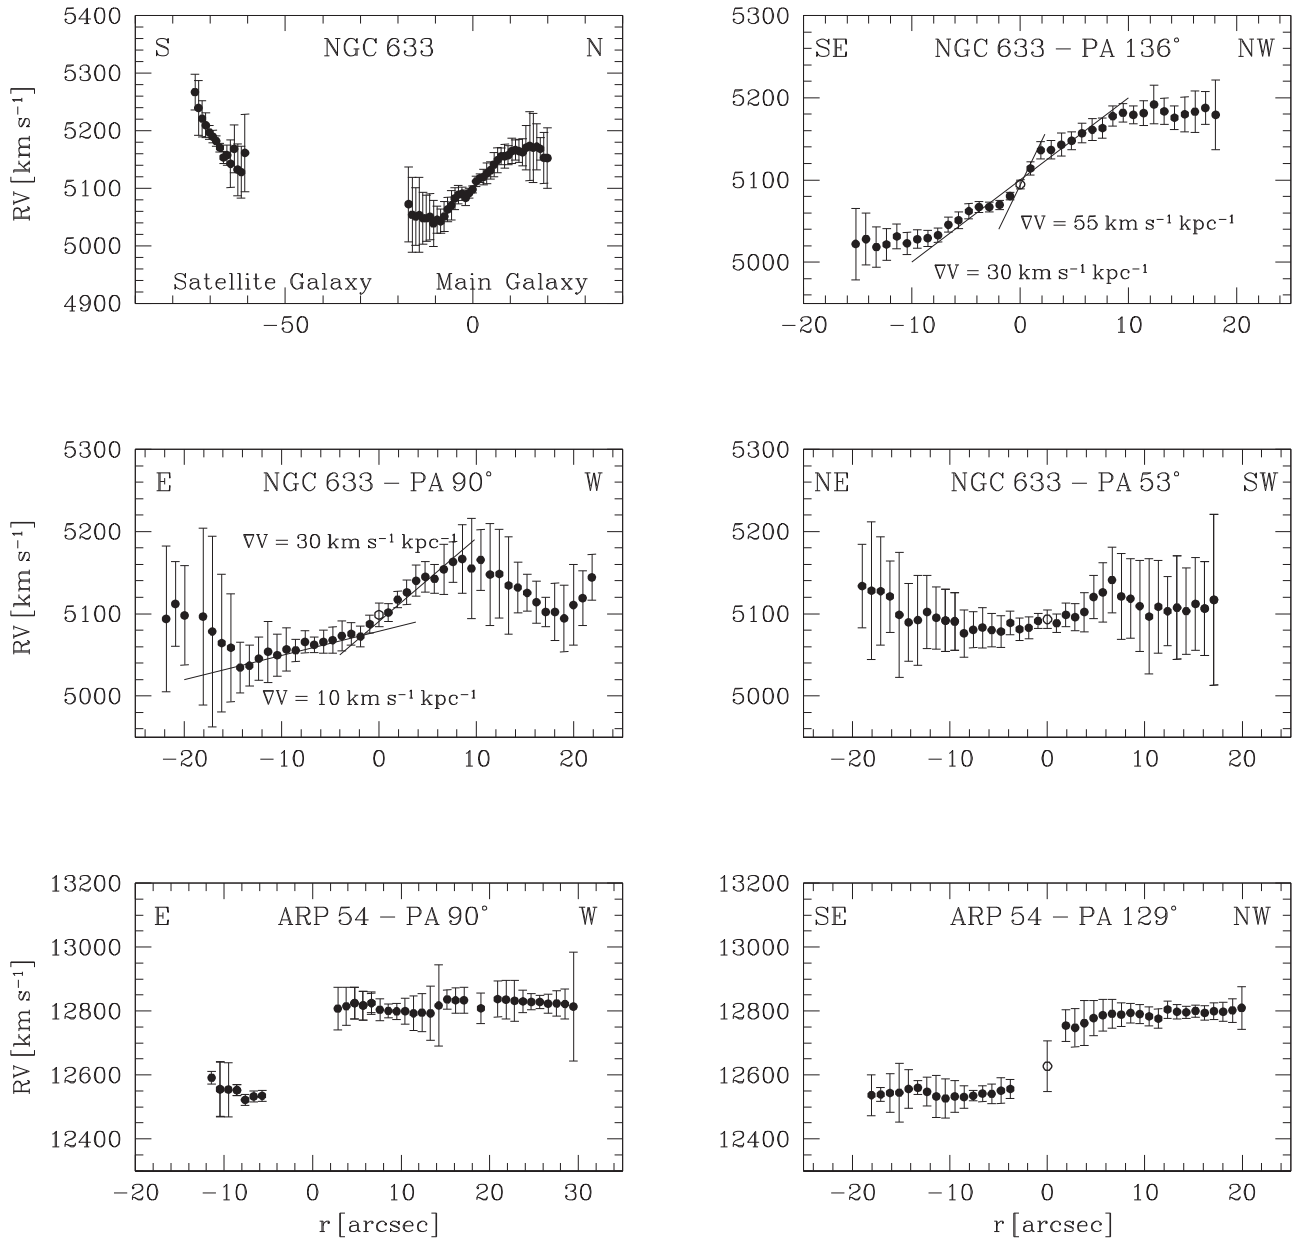 5400
5300
5200
5100
5000
4900
RV [km s⁻¹]
S NGC 633 N
Satellite Galaxy Main Galaxy
−50 0
5300
5200
5100
5000
SE NGC 633 − PA 136° NW
∇V = 55 km s⁻¹ kpc⁻¹
∇V = 30 km s⁻¹ kpc⁻¹
−20 −10 0 10 20
5300
5200
5100
5000
RV [km s⁻¹]
E NGC 633 − PA 90° W
∇V = 30 km s⁻¹ kpc⁻¹
∇V = 10 km s⁻¹ kpc⁻¹
−20 −10 0 10 20
5300
5200
5100
5000
NE NGC 633 − PA 53° SW
−20 −10 0 10 20
13200
13000
12800
12600
12400
RV [km s⁻¹]
E ARP 54 − PA 90° W
−20 −10 0 10 20 30
r [arcsec]
13200
13000
12800
12600
12400
SE ARP 54 − PA 129° NW
−20 −10 0 10 20
r [arcsec]